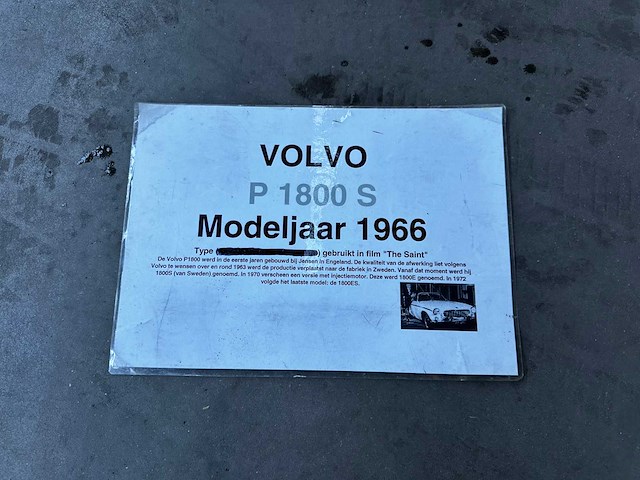 VOLVO
P 1800 S
Modeljaar 1966
Type ( ) gebruikt in film "The Saint"
De Volvo P1800 werd in de eerste jaren gebouwd bij Jensen in Engeland. De kwaliteit van de afwerking liet volgens
Volvo te wensen over en rond 1963 werd de productie verplaatst naar de fabriek in Zweden. Vanaf dat moment werd hij
1800S (van Sweden) genoemd. In 1970 verscheen een versie met injectiemotor. Deze werd 1800E genoemd. In 1972
volgde het laatste model: de 1800ES.